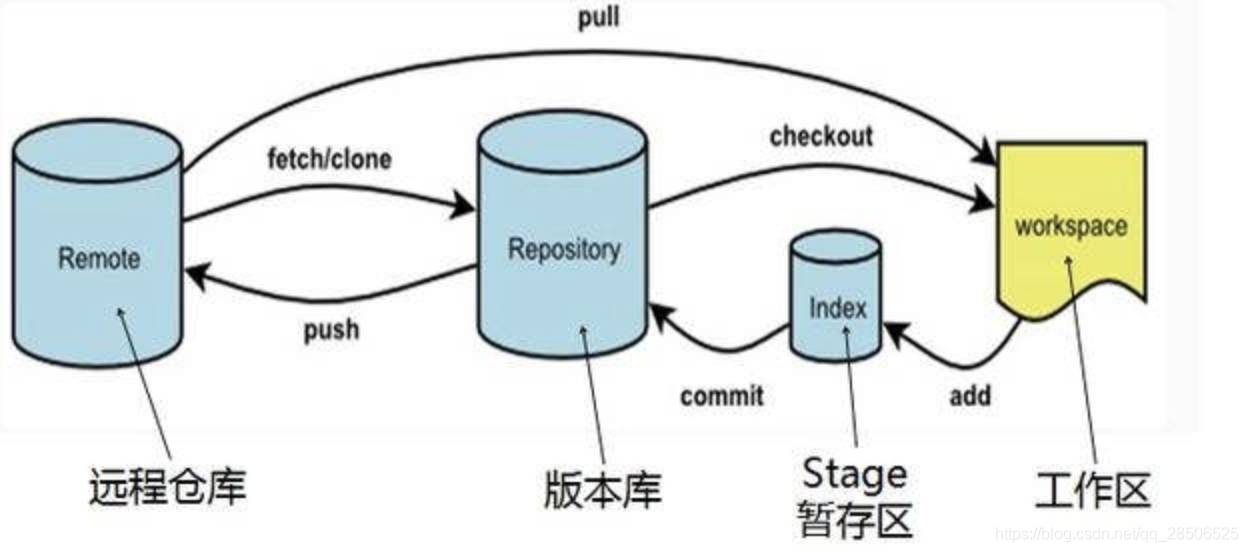 pull
fetch/clone
checkout
Remote
Repository
workspace
Index
push
commit
add
远程仓库
版本库
Stage
暂存区
工作区
https://blog.csdn.net/qq_28506525